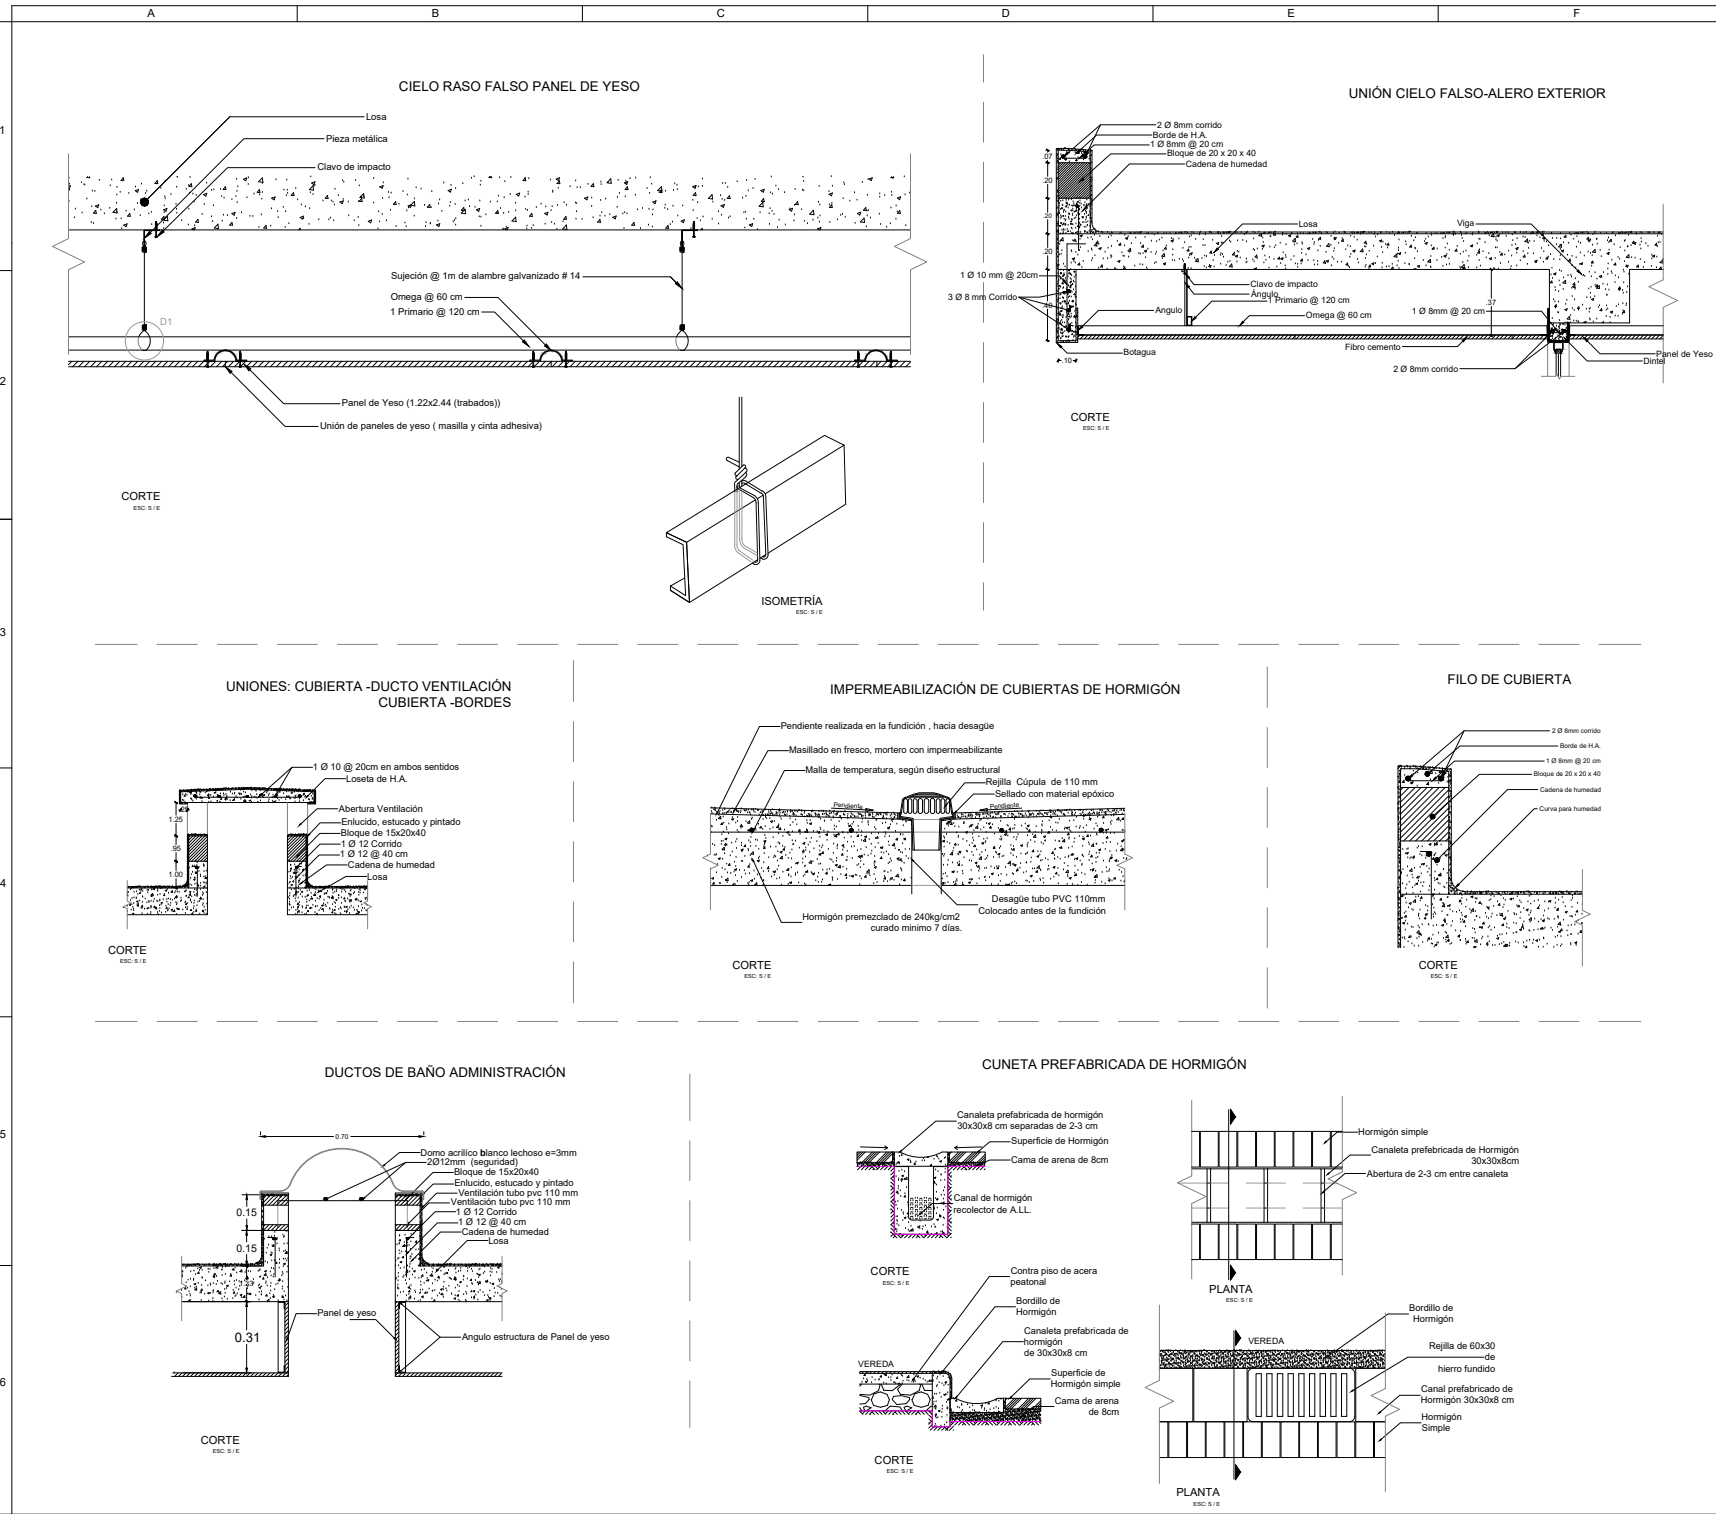 A
B
C
D
E
F
1
2
3
4
5
6
CIELO RASO FALSO PANEL DE YESO
Losa
Pieza metálica
Clavo de impacto
Sujeción @ 1m de alambre galvanizado # 14
Omega @ 60 cm
1 Primario @ 120 cm
D1
Panel de Yeso (1.22x2.44 (trabados))
Unión de paneles de yeso ( masilla y cinta adhesiva)
CORTE
ESC: S / E
ISOMETRÍA
ESC: S / E
UNIÓN CIELO FALSO-ALERO EXTERIOR
2 Ø 8mm corrido
Borde de H.A.
1 Ø 8mm @ 20 cm
Bloque de 20 x 20 x 40
Cadena de humedad
.07
.20
.20
.20
.40
Losa
Viga
1 Ø 10 mm @ 20cm
3 Ø 8 mm Corrido
Clavo de impacto
Ángulo
1 Primario @ 120 cm
Angulo
Omega @ 60 cm
.37
1 Ø 8mm @ 20 cm
Botagua
.10
Fibro cemento
Panel de Yeso
Dintel
2 Ø 8mm corrido
CORTE
ESC: S / E
UNIONES: CUBIERTA -DUCTO VENTILACIÓN
CUBIERTA -BORDES
1 Ø 10 @ 20cm en ambos sentidos
Loseta de H.A.
Abertura Ventilación
Enlucido, estucado y pintado
Bloque de 15x20x40
1 Ø 12 Corrido
1 Ø 12 @ 40 cm
Cadena de humedad
Losa
1.25
.95
1.00
CORTE
ESC: S / E
IMPERMEABILIZACIÓN DE CUBIERTAS DE HORMIGÓN
Pendiente realizada en la fundición , hacia desagüe
Masillado en fresco, mortero con impermeabilizante
Malla de temperatura, según diseño estructural
Rejilla Cúpula de 110 mm
Sellado con material epóxico
Pendiente
Pendiente
Desagüe tubo PVC 110mm
Colocado antes de la fundición
Hormigón premezclado de 240kg/cm2
curado minimo 7 días.
CORTE
ESC: S / E
FILO DE CUBIERTA
2 Ø 8mm corrido
Borde de H.A.
1 Ø 8mm @ 20 cm
Bloque de 20 x 20 x 40
Cadena de humedad
Curva para humedad
CORTE
ESC: S / E
DUCTOS DE BAÑO ADMINISTRACIÓN
0.70
Domo acrilíco blanco lechoso e=3mm
2Ø12mm (seguridad)
Bloque de 15x20x40
Enlucido, estucado y pintado
Ventilación tubo pvc 110 mm
Ventilación tubo pvc 110 mm
1 Ø 12 Corrido
1 Ø 12 @ 40 cm
Cadena de humedad
Losa
0.15
0.15
0.31
Panel de yeso
Angulo estructura de Panel de yeso
CORTE
ESC: S / E
CUNETA PREFABRICADA DE HORMIGÓN
Canaleta prefabricada de hormigón
30x30x8 cm separadas de 2-3 cm
Superficie de Hormigón
Cama de arena de 8cm
Canal de hormigón
recolector de A.LL.
CORTE
ESC: S / E
Hormigón simple
Canaleta prefabricada de Hormigón
30x30x8cm
Abertura de 2-3 cm entre canaleta
PLANTA
ESC: S / E
Contra piso de acera
peatonal
Bordillo de
Hormigón
Canaleta prefabricada de
hormigón
de 30x30x8 cm
VEREDA
Superficie de
Hormigón simple
Cama de arena
de 8cm
CORTE
ESC: S / E
Bordillo de
Hormigón
VEREDA
Rejilla de 60x30
de
hierro fundido
Canal prefabricado de
Hormigón 30x30x8 cm
Hormigón
Simple
PLANTA
ESC: S / E